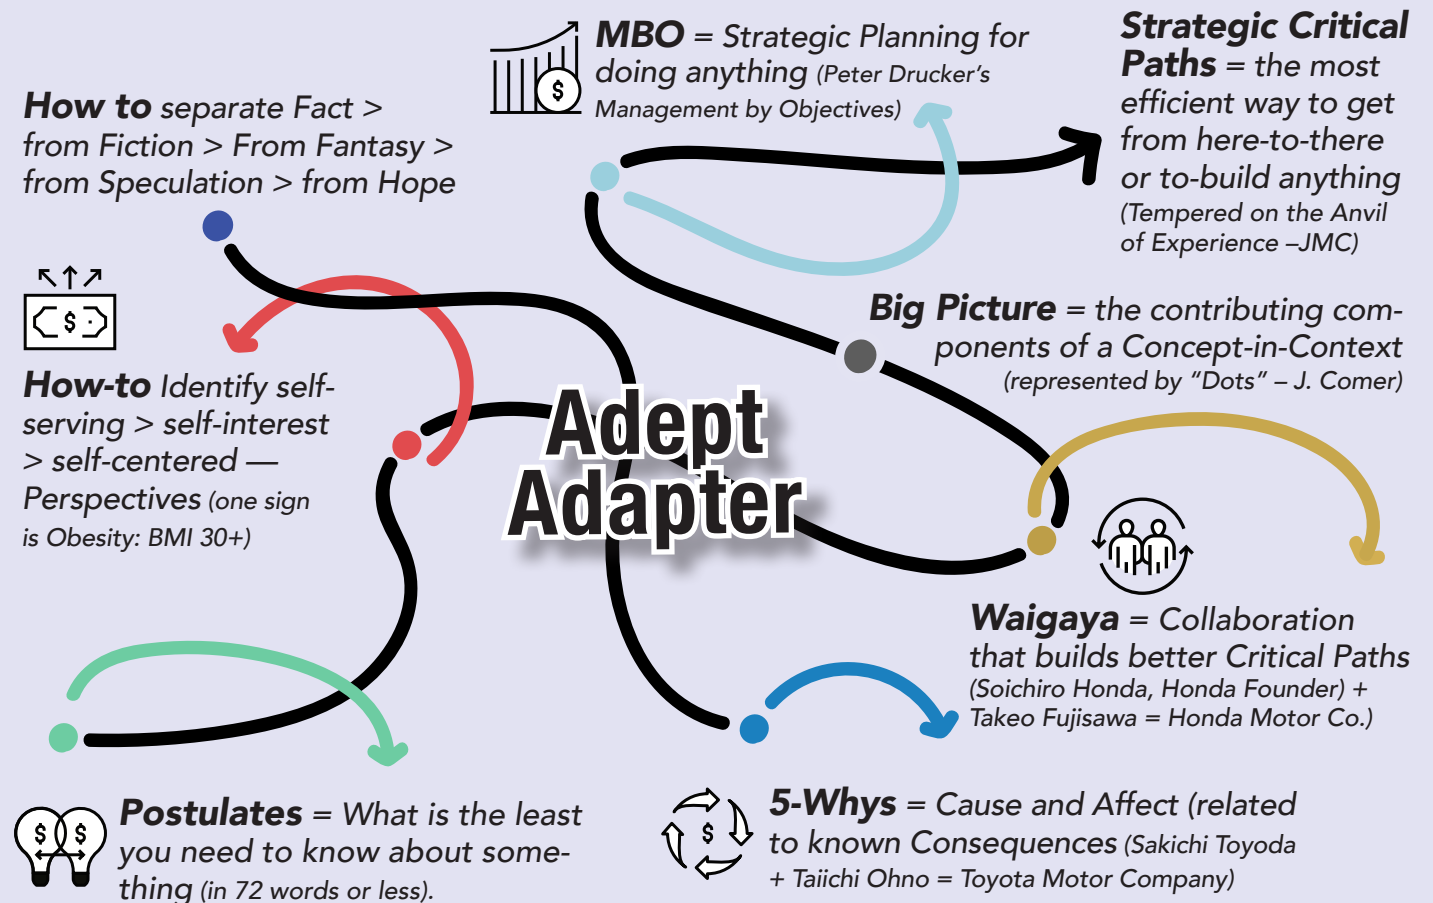 How to separate Fact >
from Fiction > From Fantasy >
from Speculation > from Hope
MBO = Strategic Planning for
doing anything (Peter Drucker's
Management by Objectives)
Strategic Critical
Paths = the most
efficient way to get
from here-to-there
or to-build anything
(Tempered on the Anvil
of Experience –JMC)
$
$
Big Picture = the contributing com-
ponents of a Concept-in-Context
(represented by “Dots” – J. Comer)
How-to Identify self-
serving > self-interest
> self-centered —
Perspectives (one sign
is Obesity: BMI 30+)
Adept
Adapter
Waigaya = Collaboration
that builds better Critical Paths
(Soichiro Honda, Honda Founder) +
Takeo Fujisawa = Honda Motor Co.)
$ $
Postulates = What is the least
you need to know about some-
thing (in 72 words or less).
$
5-Whys = Cause and Affect (related
to known Consequences (Sakichi Toyoda
+ Taiichi Ohno = Toyota Motor Company)